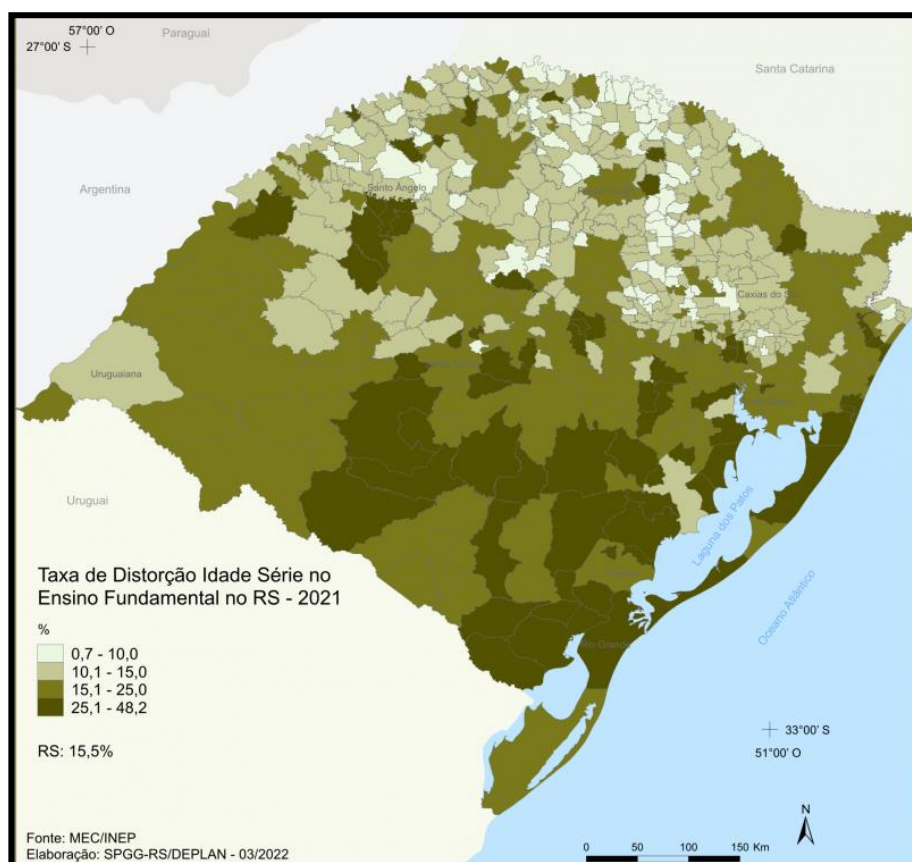 57°00' O
27°00' S
Paraguai
Santa Catarina
Argentina
Santo Ângelo
Caxias do S
Uruguaiana
Uruguai
Laguna dos Patos
Oceano Atlântico
Rio Grande
Taxa de Distorção Idade Série no
Ensino Fundamental no RS - 2021
%
0,7 - 10,0
10,1 - 15,0
15,1 - 25,0
25,1 - 48,2
RS: 15,5%
33°00' S
51°00' O
N
Fonte: MEC/INEP
Elaboração: SPGG-RS/DEPLAN - 03/2022
0 50 100 150 Km